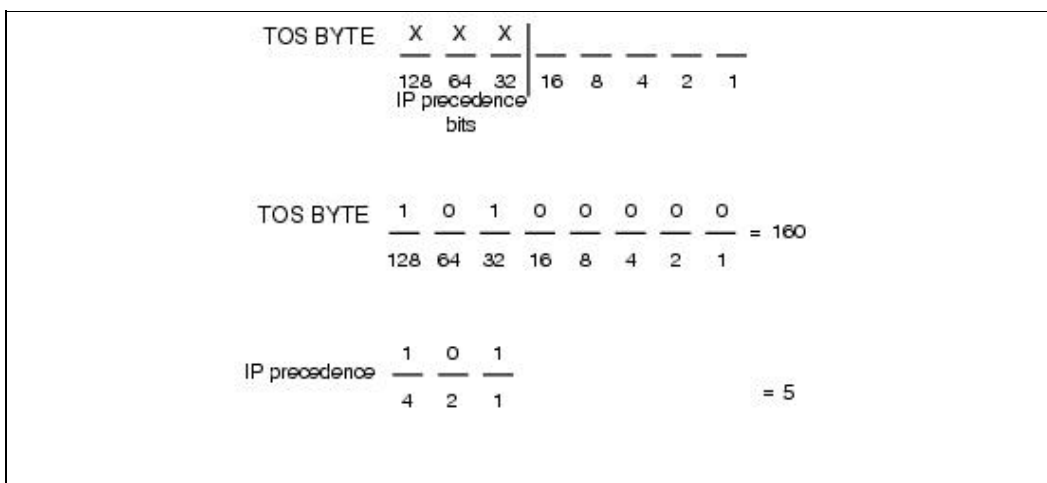 TOS BYTE X X X
128 64 32 16 8 4 2 1
IP precedence
bits
TOS BYTE 1 0 1 0 0 0 0 0 = 160
128 64 32 16 8 4 2 1
IP precedence 1 0 1
4 2 1 = 5